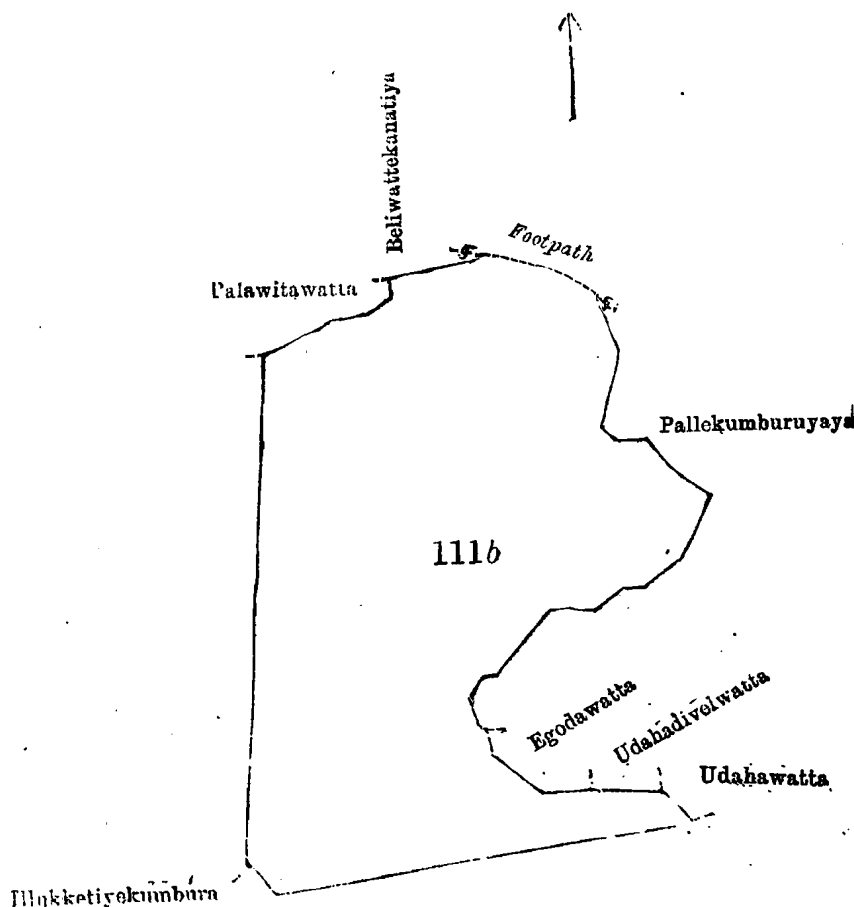 Beliwattekanatiya
Footpath
Palawitawatta
Pallekumburuyaya
111b
Egodawatta
Udahadivelwatta
Udahawatta
Illukketiyekumbura